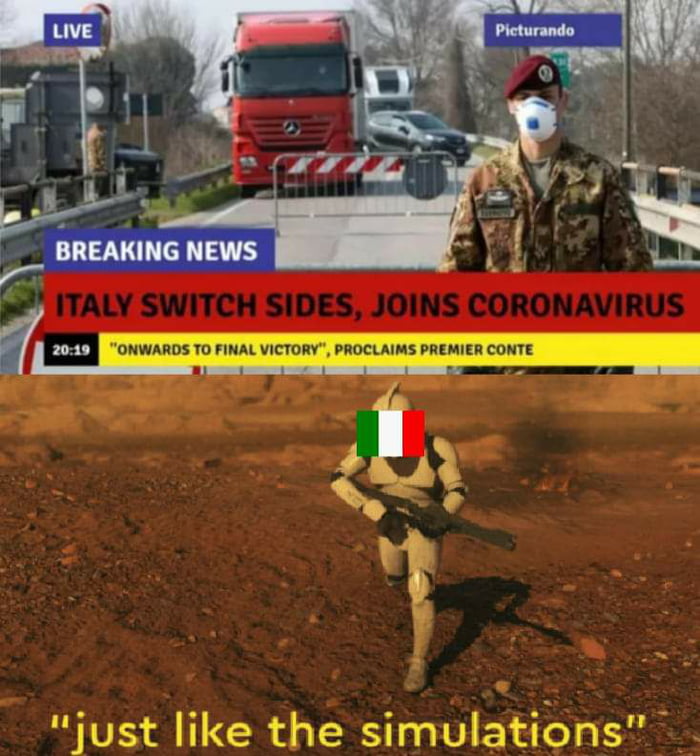 LIVE
Picturando
BREAKING NEWS
ITALY SWITCH SIDES, JOINS CORONAVIRUS
20:19 "ONWARDS TO FINAL VICTORY", PROCLAIMS PREMIER CONTE
"just like the simulations"